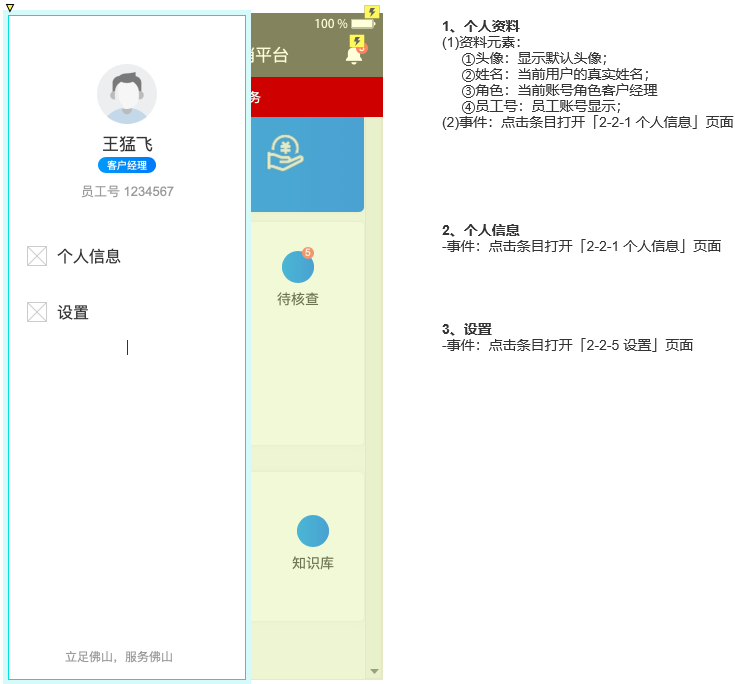 100 %
销平台
5
务
王猛飞
客户经理
员工号 1234567
个人信息
设置
5
待核查
知识库
立足佛山，服务佛山
1、个人资料
(1)资料元素：
①头像：显示默认头像；
②姓名：当前用户的真实姓名；
③角色：当前账号角色客户经理
④员工号：员工账号显示；
(2)事件：点击条目打开「2-2-1 个人信息」页面
2、个人信息
-事件：点击条目打开「2-2-1 个人信息」页面
3、设置
-事件：点击条目打开「2-2-5 设置」页面